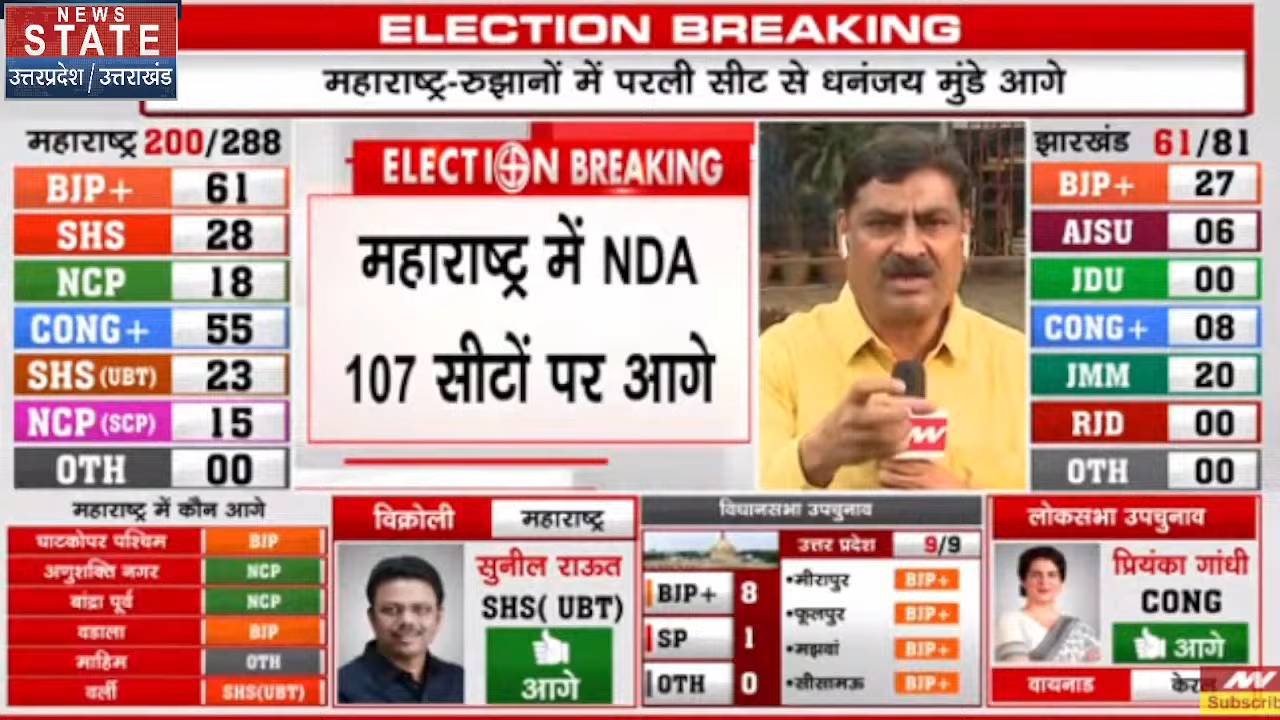 NEWS
STATE
उत्तरप्रदेश/उत्तराखंड
ELECTION BREAKING
महाराष्ट्र-रुझानों में परली सीट से धनंजय मुंडे आगे
महाराष्ट्र 200/288
BJP+ 61
SHS 28
NCP 18
CONG+ 55
SHS (UBT) 23
NCP (SCP) 15
OTH 00
ELECTION BREAKING
महाराष्ट्र में NDA
107 सीटों पर आगे
झारखंड 61/81
BJP+ 27
AJSU 06
JDU 00
CONG+ 08
JMM 20
RJD 00
OTH 00
महाराष्ट्र में कौन आगे
घाटकोपर पश्चिम BJP
अणुशक्ति नगर NCP
बांद्रा पूर्व NCP
वडाला BJP
माहिम OTH
वर्ली SHS(UBT)
विक्रोली महाराष्ट्र
सुनील राऊत
SHS( UBT)
आगे
विधानसभा उपचुनाव
उत्तर प्रदेश 9/9
BJP+ 8
SP 1
OTH 0
•मीरापुर BJP+
•फूलपुर BJP+
•मझवां BJP+
•सीसामऊ BJP+
लोकसभा उपचुनाव
प्रियंका गांधी
CONG
आगे
वायनाड
Subscrib